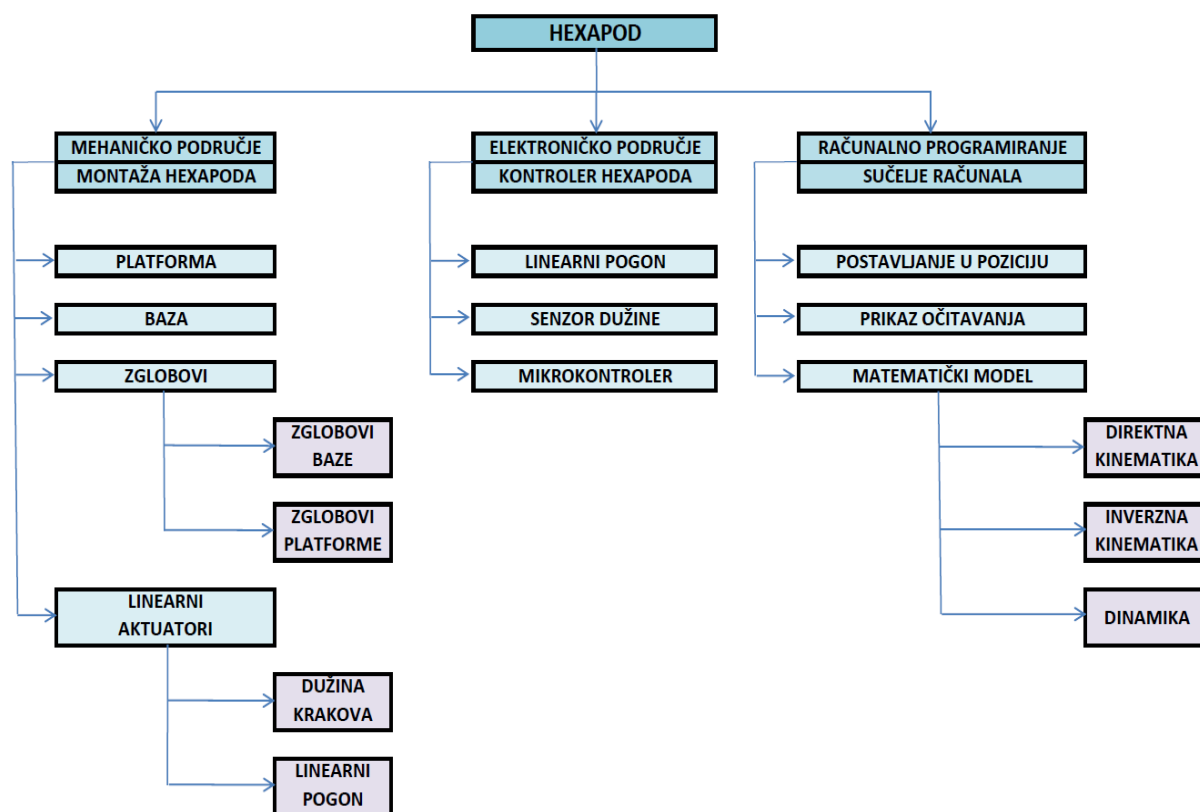 HEXAPOD
MEHANIČKO PODRUČJE
MONTAŽA HEXAPODA
PLATFORMA
BAZA
ZGLOBOVI
ZGLOBOVI
BAZE
ZGLOBOVI
PLATFORME
LINEARNI
AKTUATORI
DUŽINA
KRAKOVA
LINEARNI
POGON
ELEKTRONIČKO PODRUČJE
KONTROLER HEXAPODA
LINEARNI POGON
SENZOR DUŽINE
MIKROKONTROLER
RAČUNALNO PROGRAMIRANJE
SUČELJE RAČUNALA
POSTAVLJANJE U POZICIJU
PRIKAZ OČITAVANJA
MATEMATIČKI MODEL
DIREKTNA
KINEMATIKA
INVERZNA
KINEMATIKA
DINAMIKA